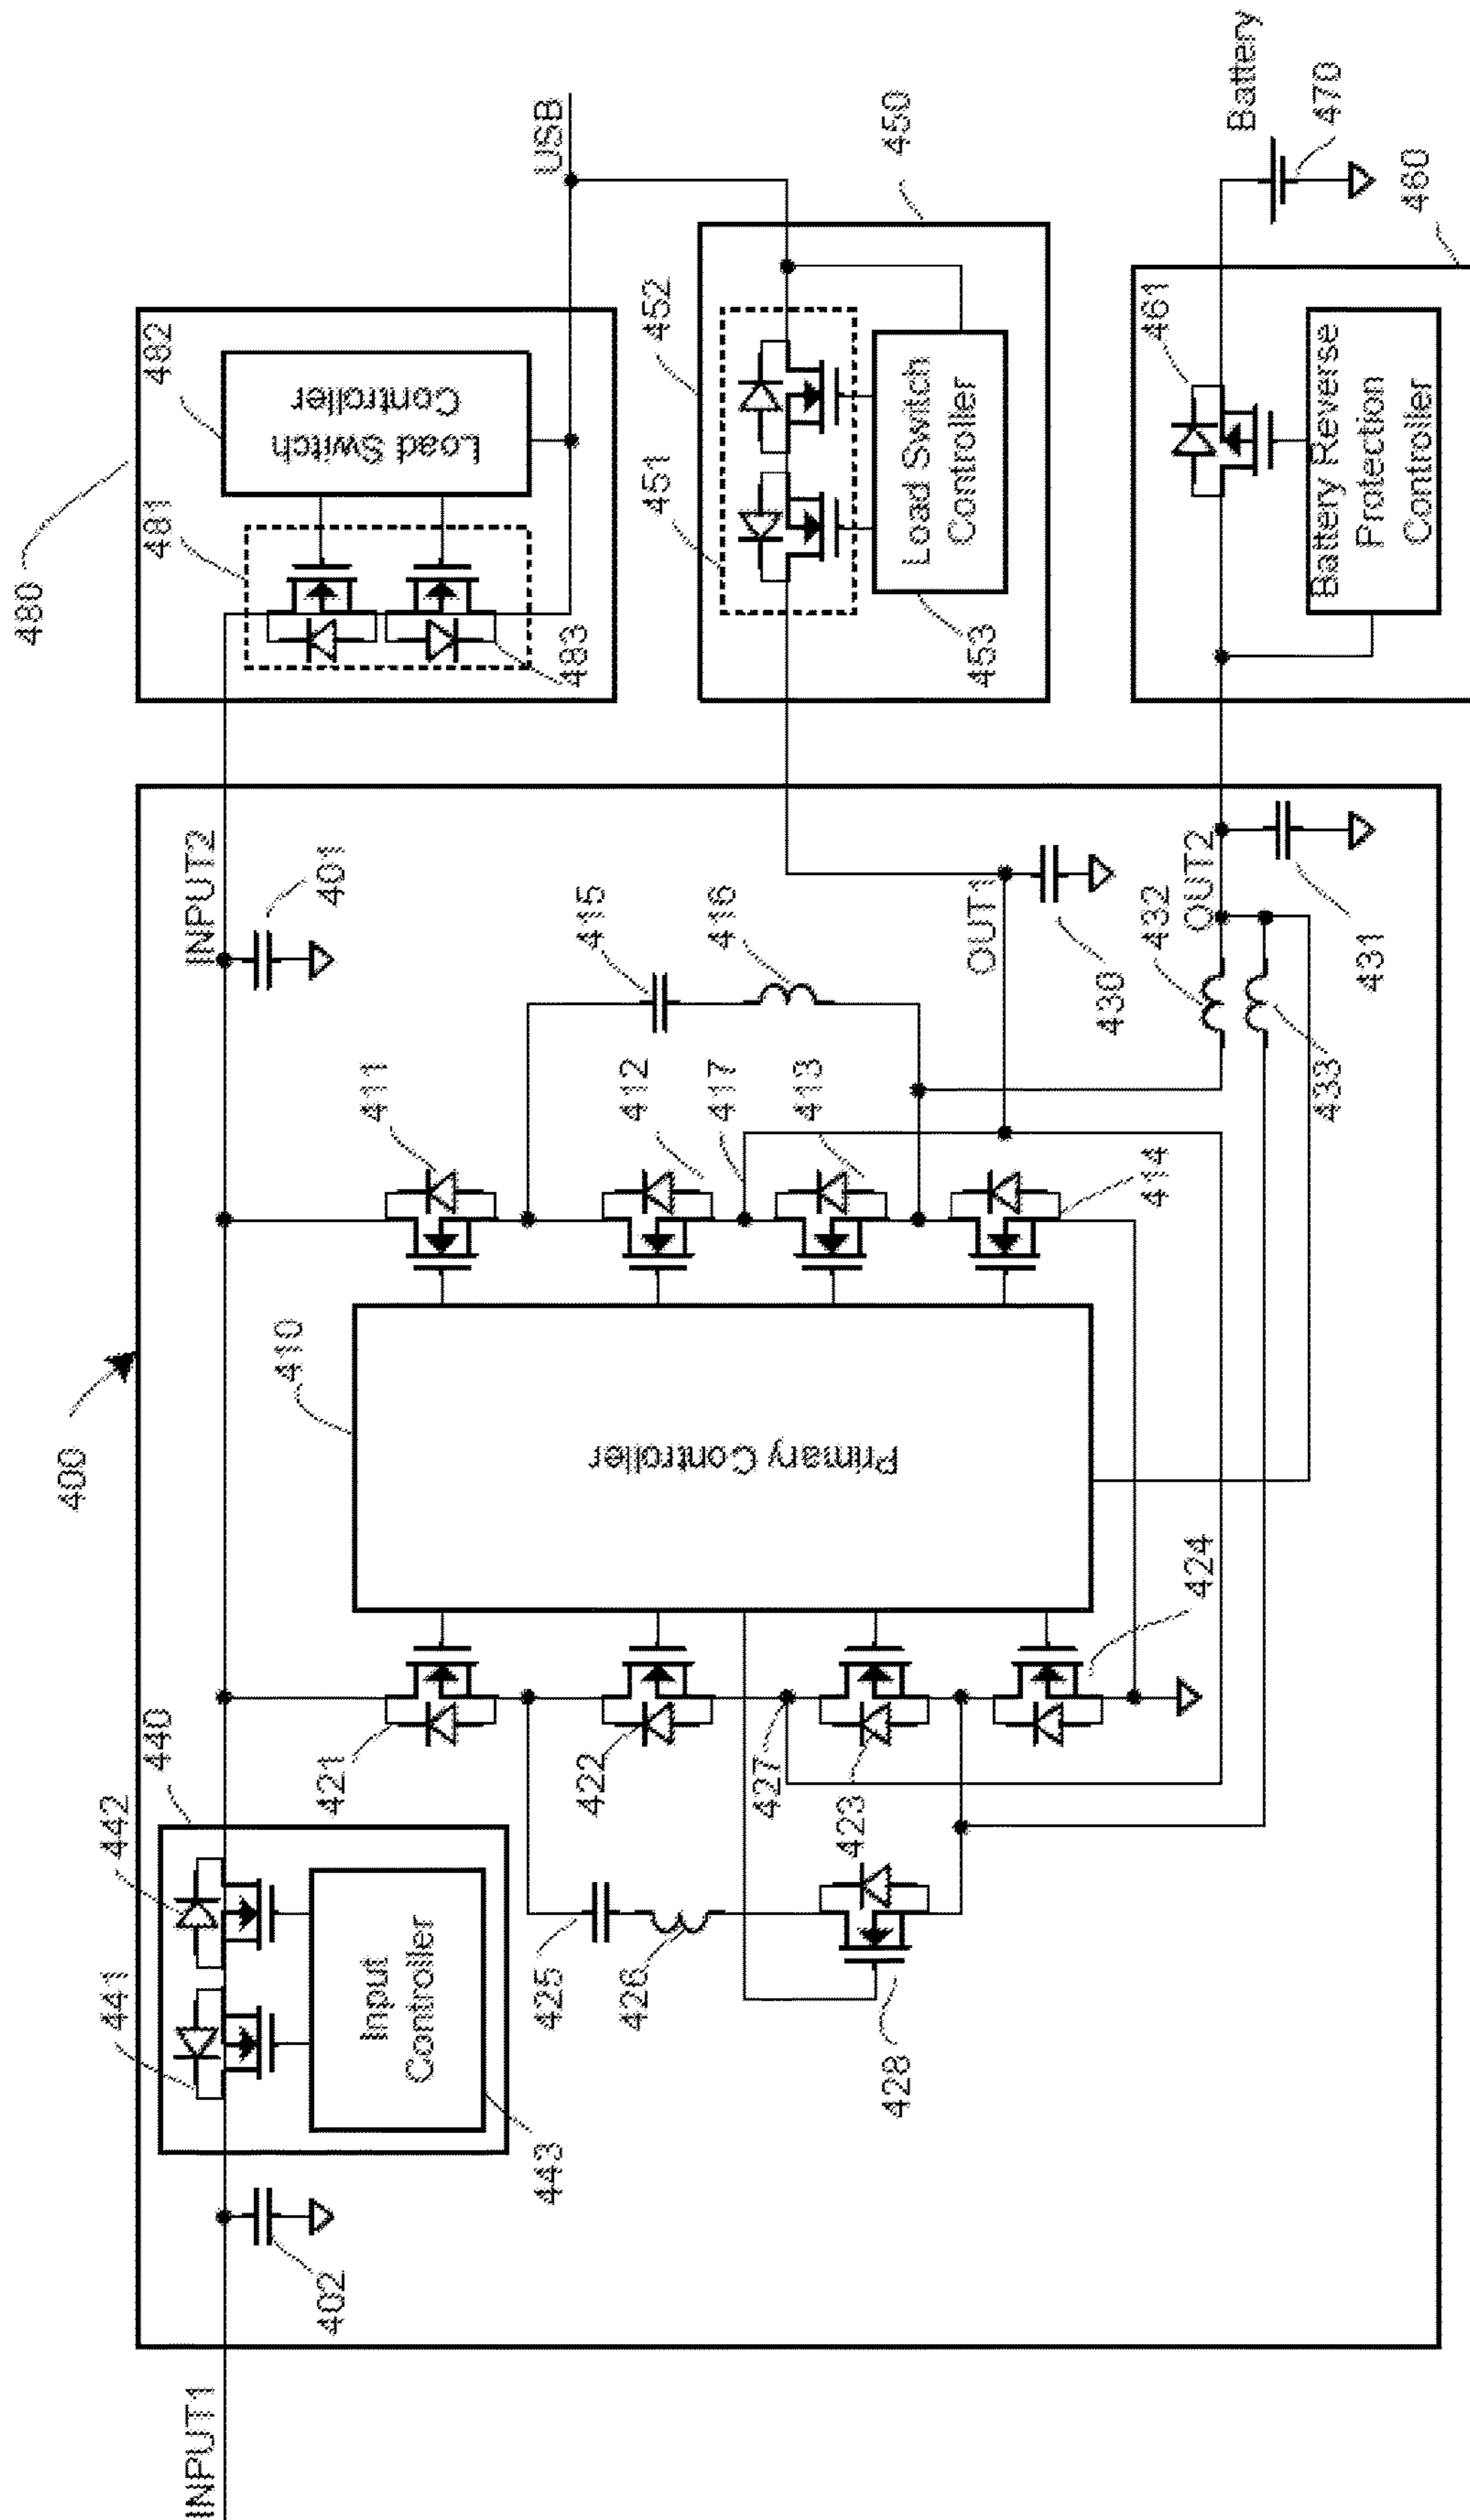 480
400
441
442
440
481
482
INPUT1
INPUT2
410
402
421
401
411
Load Switch
Controller
Input
Controller
443
425
USB
483
422
415
Primary Controller
426
412
451
452
416
417
427
413
423
428
450
Load Switch
Controller
453
OUT1
430
414
432
461
424
OUT2
Battery
433
470
431
Battery Reverse
Protection
Controller
460